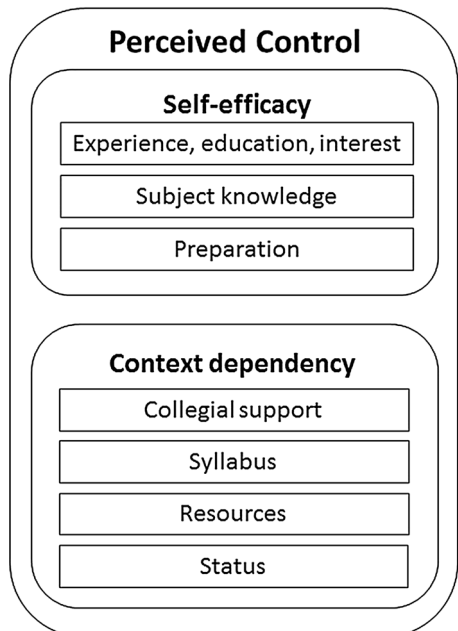 Perceived Control
Self-efficacy
Experience, education, interest
Subject knowledge
Preparation
Context dependency
Collegial support
Syllabus
Resources
Status